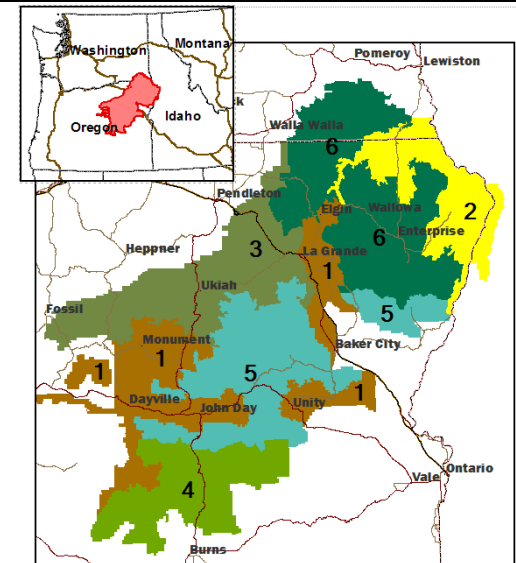 Washington
Montana
Oregon
Idaho
Pomeroy
Lewiston
k
Walla Walla
6
Pendleton
Elgin
Wallowa
2
Enterprise
Heppner
3
La Grande
6
1
Ukiah
Fossil
5
Monument
Baker City
1
1
5
1
Dayville
John Day
Unity
4
Vale
Ontario
Burns